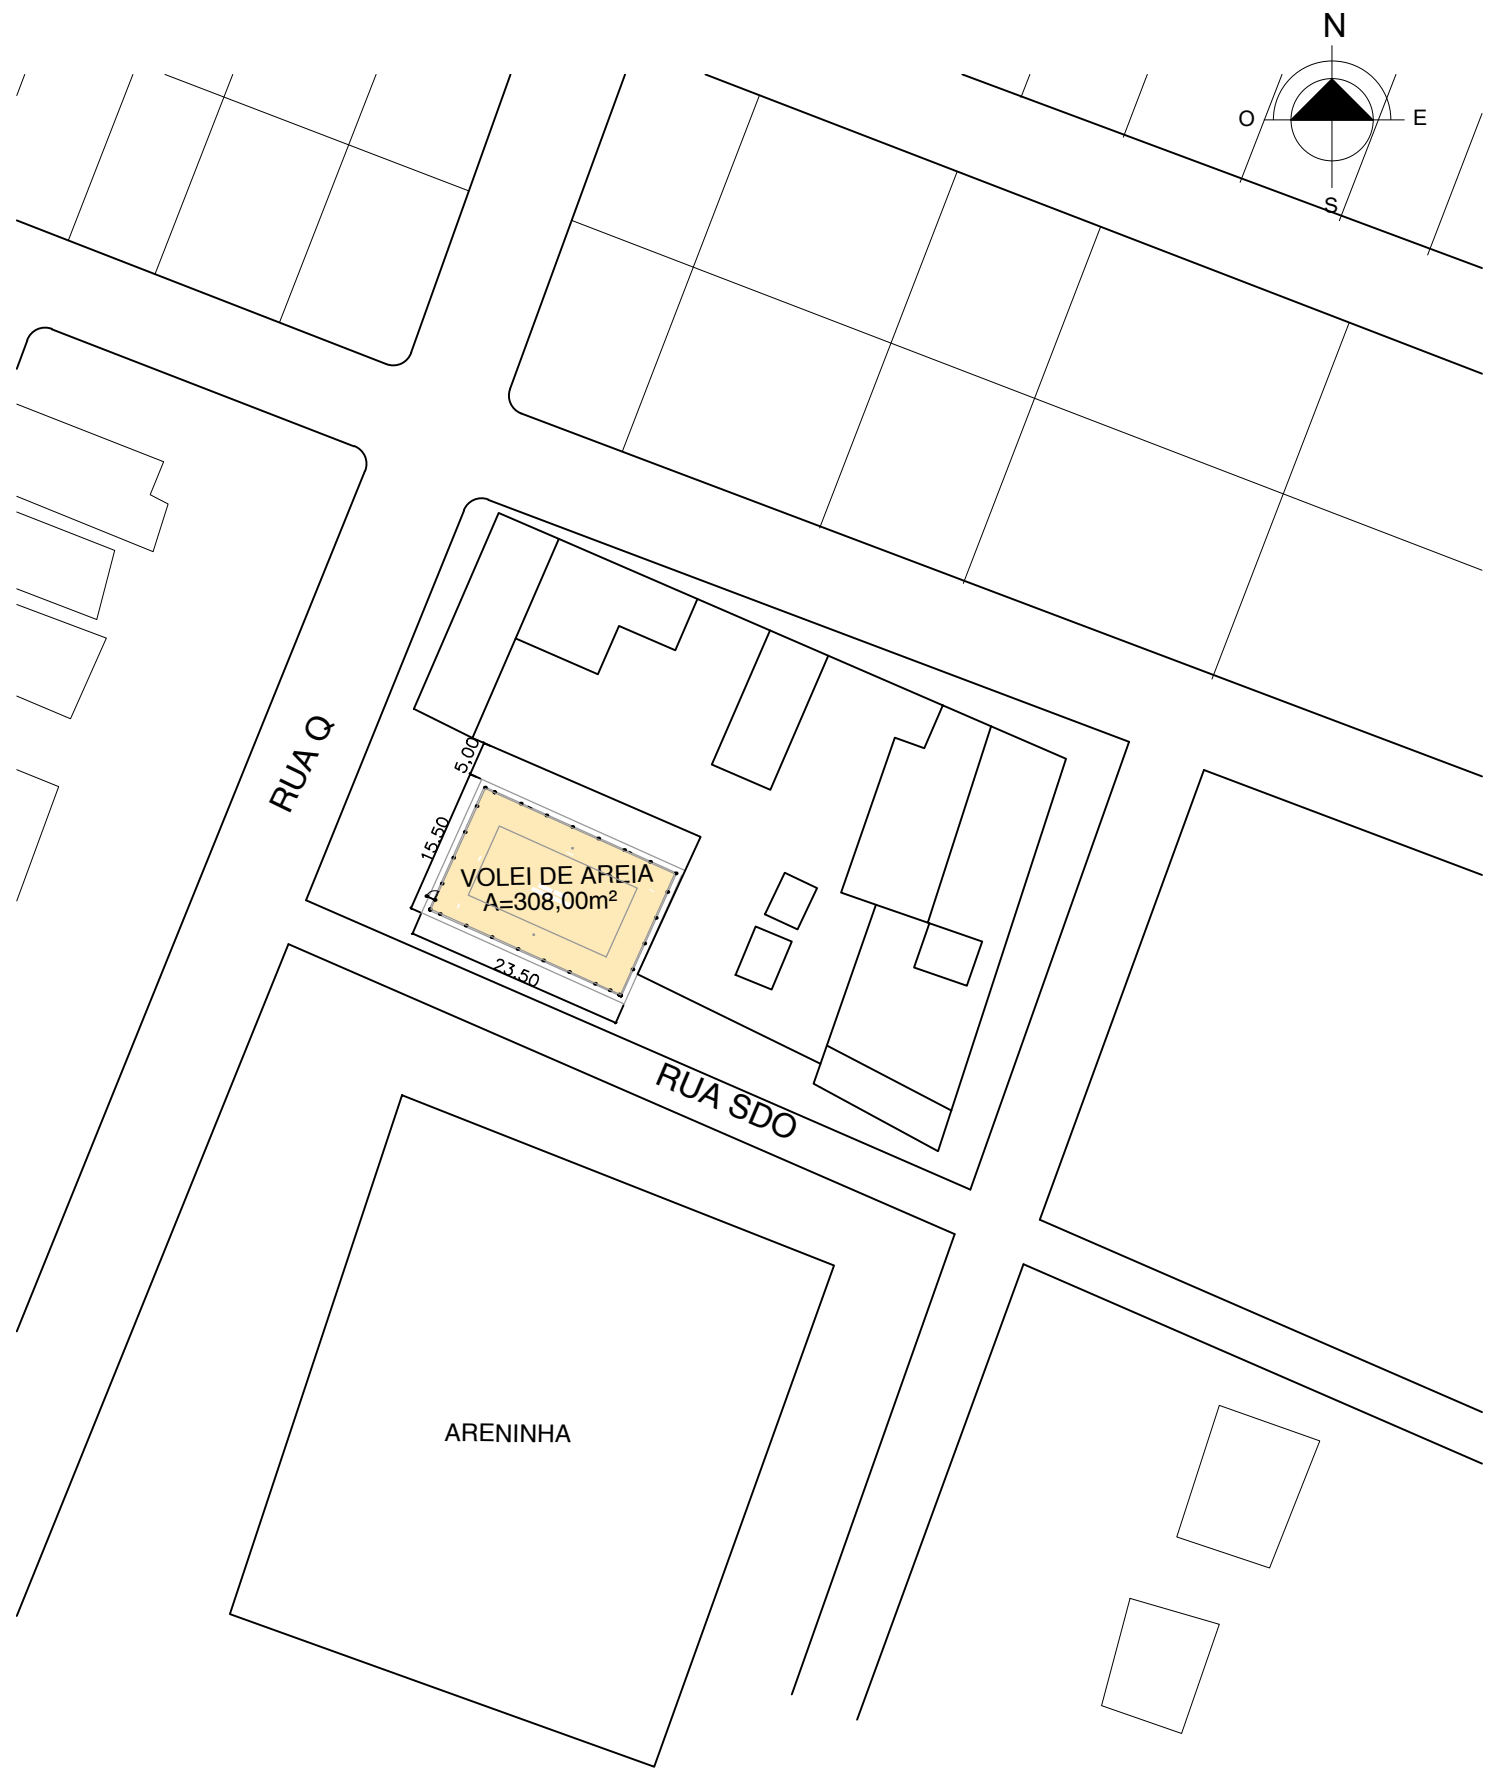 N
O
E
S
RUA Q
5,00
15,50
VOLEI DE AREIA
A=308,00m²
23,50
RUA SDO
ARENINHA